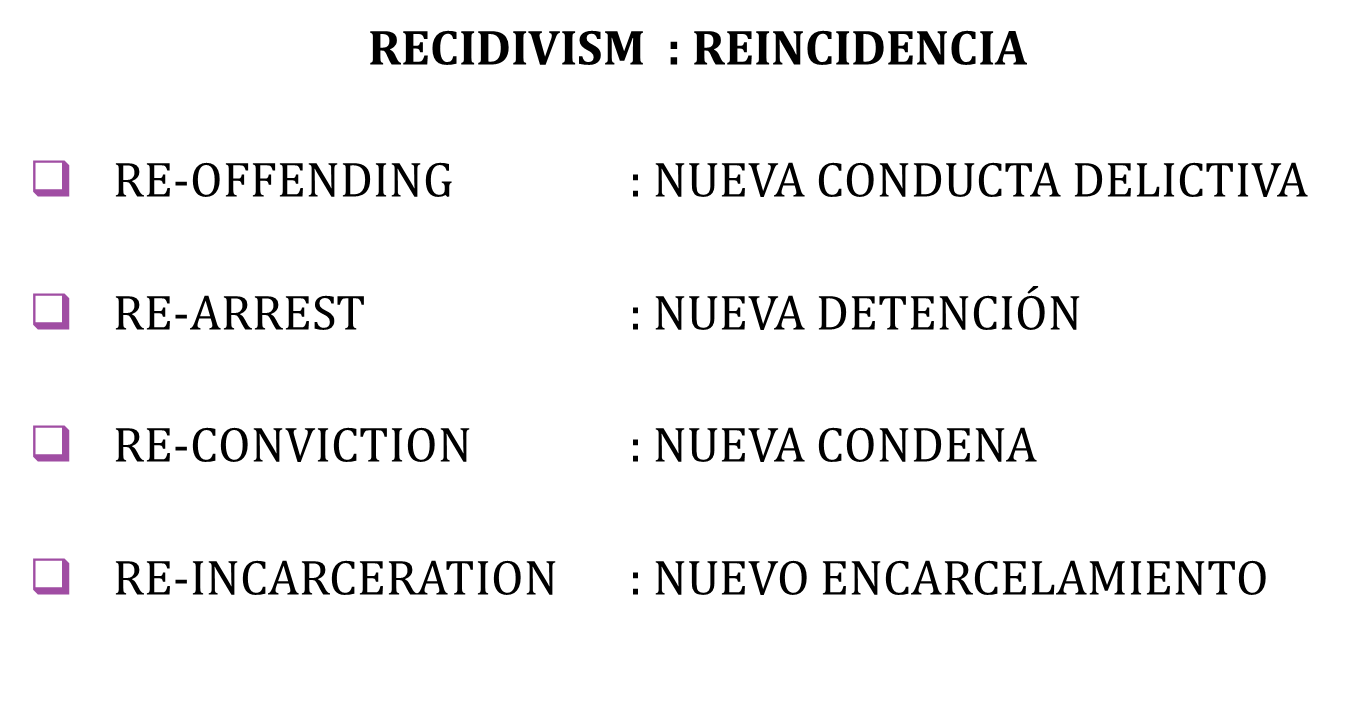 RECIDIVISM : REINCIDENCIA
RE-OFFENDING : NUEVA CONDUCTA DELICTIVA
RE-ARREST : NUEVA DETENCIÓN
RE-CONVICTION : NUEVA CONDENA
RE-INCARCERATION : NUEVO ENCARCELAMIENTO